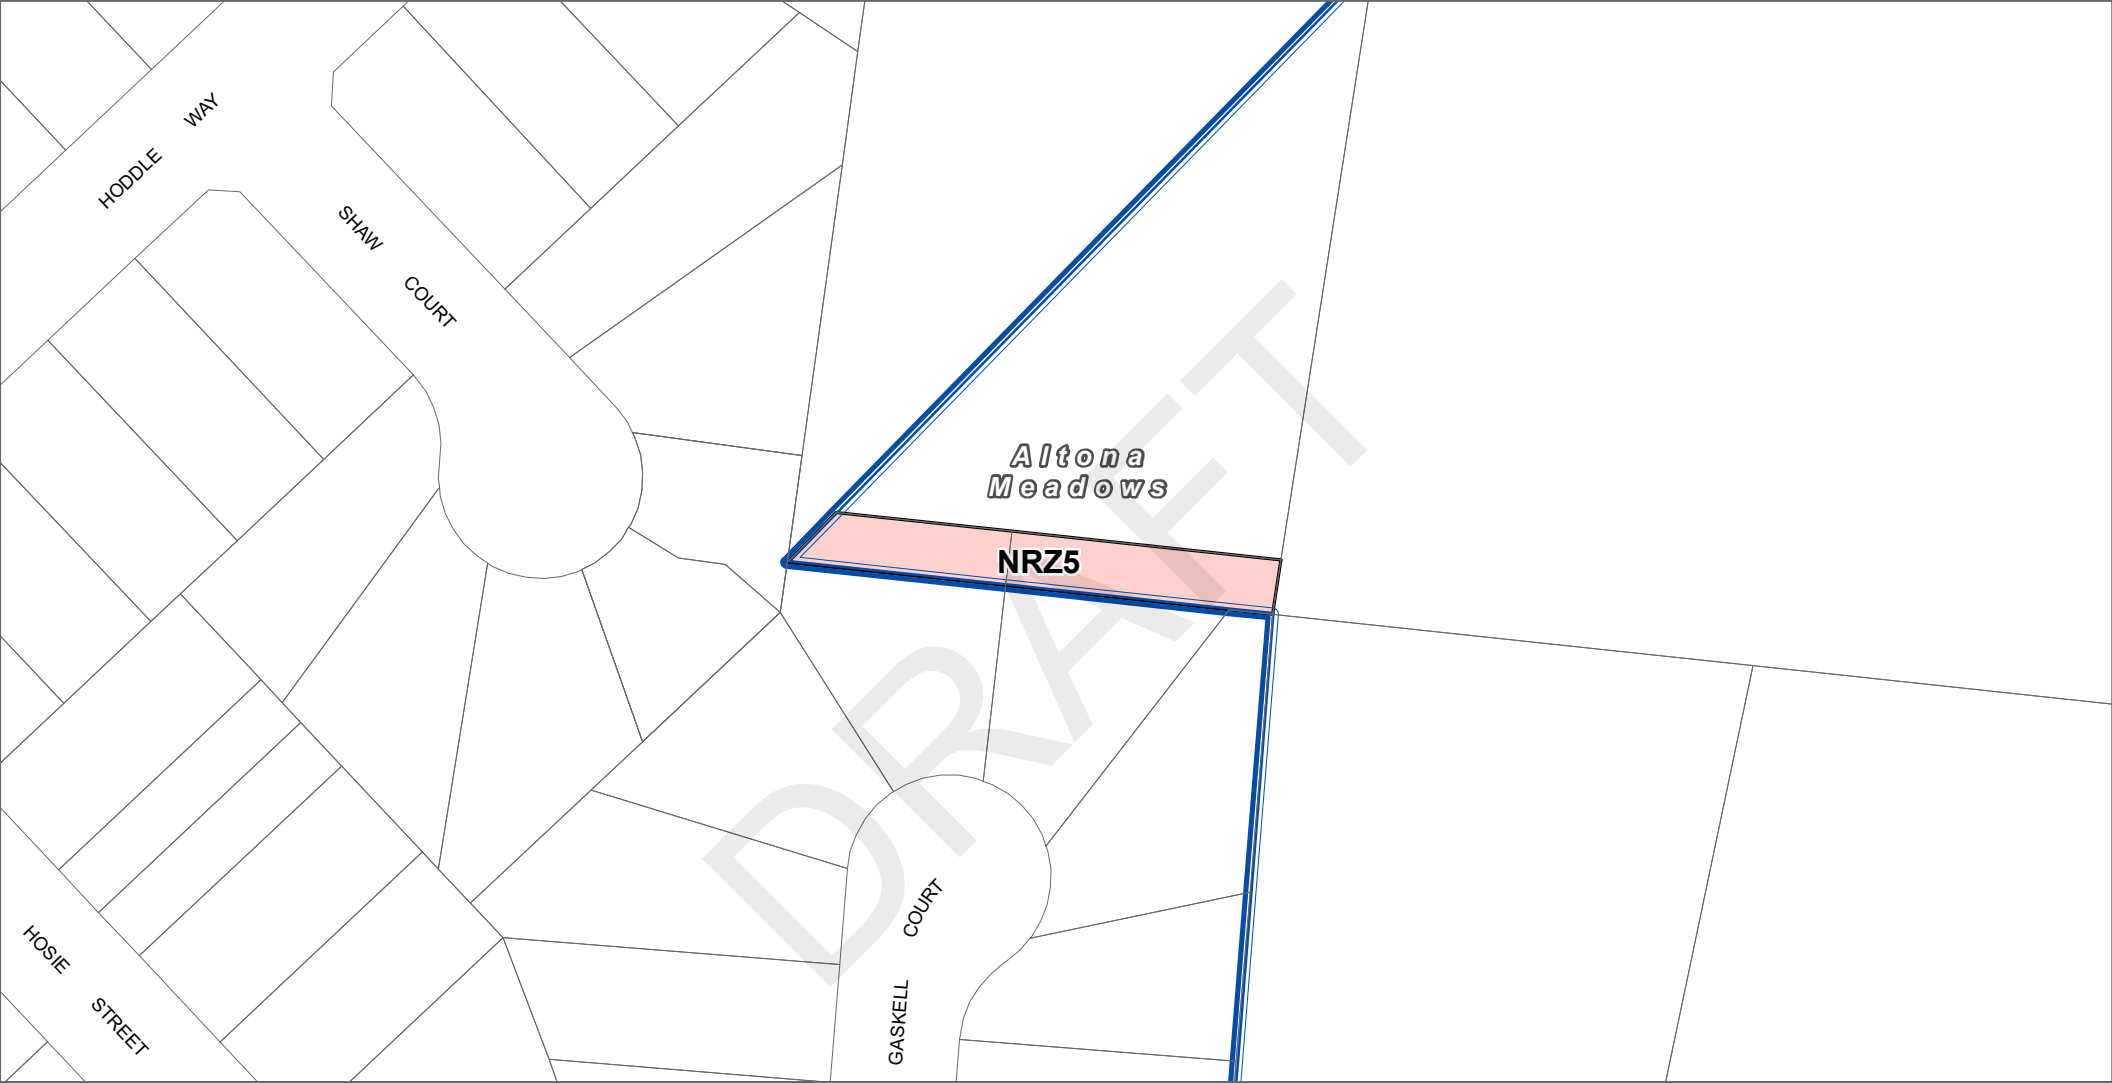 HODDLE WAY
SHAW COURT
Altona
Meadows
NRZ5
DRAFT
GASKELL COURT
HOSIE STREET